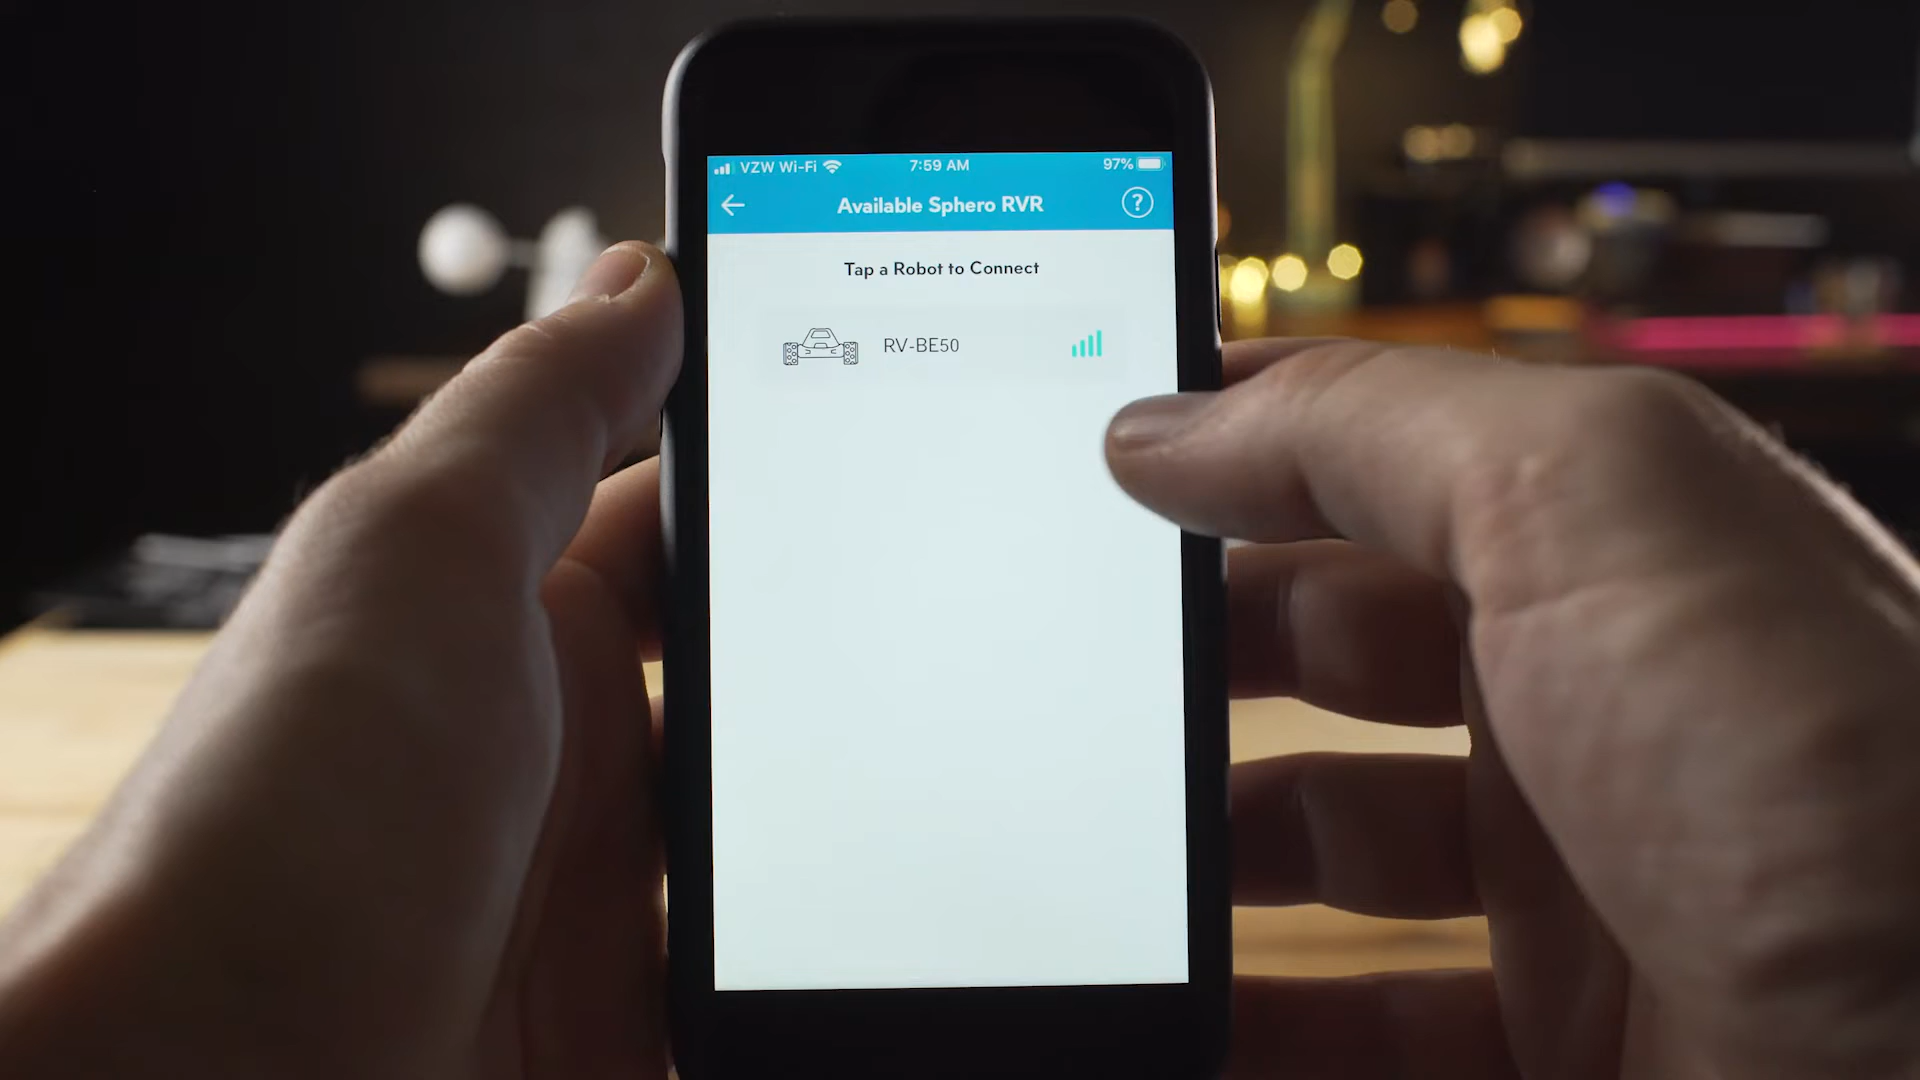 VZW Wi-Fi 7:59 AM 97%
Available Sphero RVR ?
Tap a Robot to Connect
RV-BE50